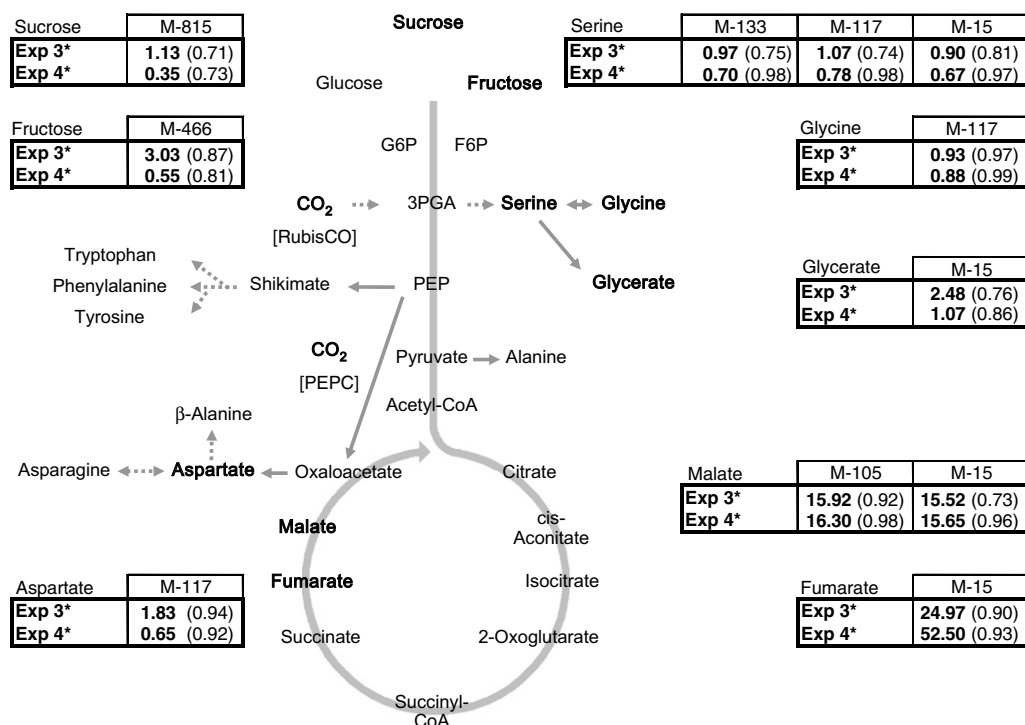 Sucrose M-815
Exp 3* 1.13 (0.71)
Exp 4* 0.35 (0.73)
Sucrose
Serine M-133 M-117 M-15
Exp 3* 0.97 (0.75) 1.07 (0.74) 0.90 (0.81)
Exp 4* 0.70 (0.98) 0.78 (0.98) 0.67 (0.97)
Glucose Fructose
Fructose M-466
Exp 3* 3.03 (0.87)
Exp 4* 0.55 (0.81)
G6P F6P
Glycine M-117
Exp 3* 0.93 (0.97)
Exp 4* 0.88 (0.99)
CO2 3PGA Serine Glycine
[RubisCO]
Tryptophan
Phenylalanine
Tyrosine
Shikimate PEP
Glycerate
Glycerate M-15
Exp 3* 2.48 (0.76)
Exp 4* 1.07 (0.86)
CO2
[PEPC]
Pyruvate Alanine
Acetyl-CoA
β-Alanine
Asparagine Aspartate Oxaloacetate Citrate
Malate M-105 M-15
Exp 3* 15.92 (0.92) 15.52 (0.73)
Exp 4* 16.30 (0.98) 15.65 (0.96)
Malate
cis-
Aconitate
Fumarate Isocitrate
Aspartate M-117
Exp 3* 1.83 (0.94)
Exp 4* 0.65 (0.92)
Succinate 2-Oxoglutarate
Fumarate M-15
Exp 3* 24.97 (0.90)
Exp 4* 52.50 (0.93)
Succinyl-
CoA